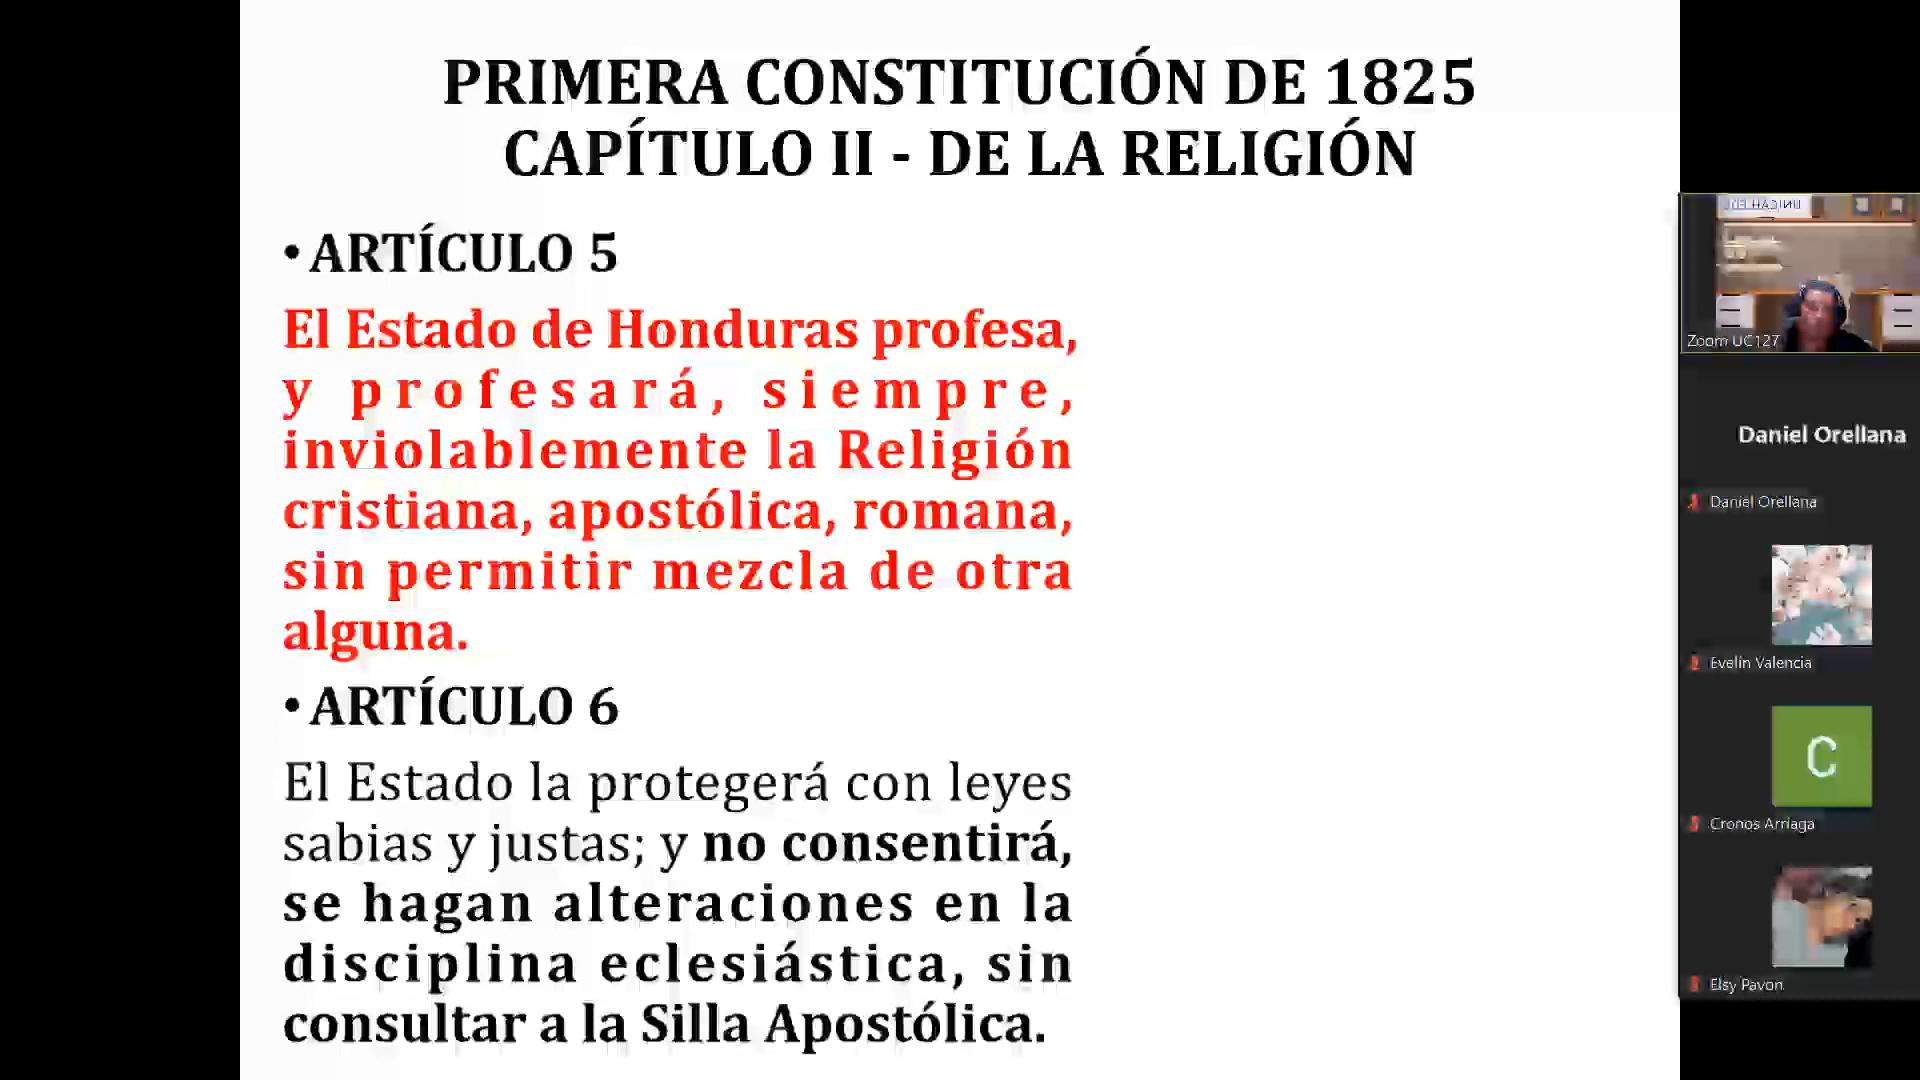 PRIMERA CONSTITUCIÓN DE 1825
CAPÍTULO II - DE LA RELIGIÓN
• ARTÍCULO 5
El Estado de Honduras profesa,
y profesará, siempre,
inviolablemente la Religión
cristiana, apostólica, romana,
sin permitir mezcla de otra
alguna.
• ARTÍCULO 6
El Estado la protegerá con leyes
sabias y justas; y no consentirá,
se hagan alteraciones en la
disciplina eclesiástica, sin
consultar a la Silla Apostólica.
Zoom UC127
Daniel Orellana
Daniel Orellana
Evelin Valencia
C
Cronos Arriaga
Elsy Pavon